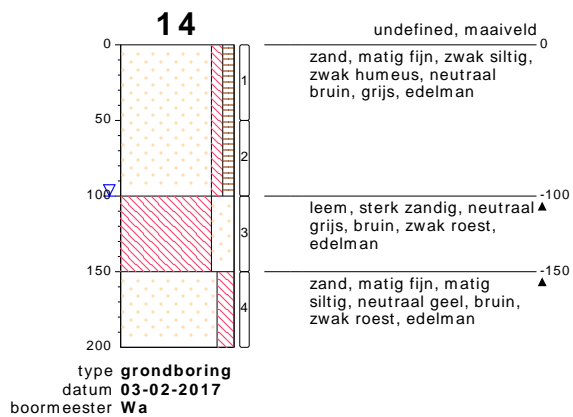 14
undefined, maaiveld
0
0
zand, matig fijn, zwak siltig,
zwak humeus, neutraal
bruin, grijs, edelman
1
50
2
100
-100
leem, sterk zandig, neutraal
grijs, bruin, zwak roest,
edelman
3
150
-150
zand, matig fijn, matig
siltig, neutraal geel, bruin,
zwak roest, edelman
4
200
type grondboring
datum 03-02-2017
boormeester Wa